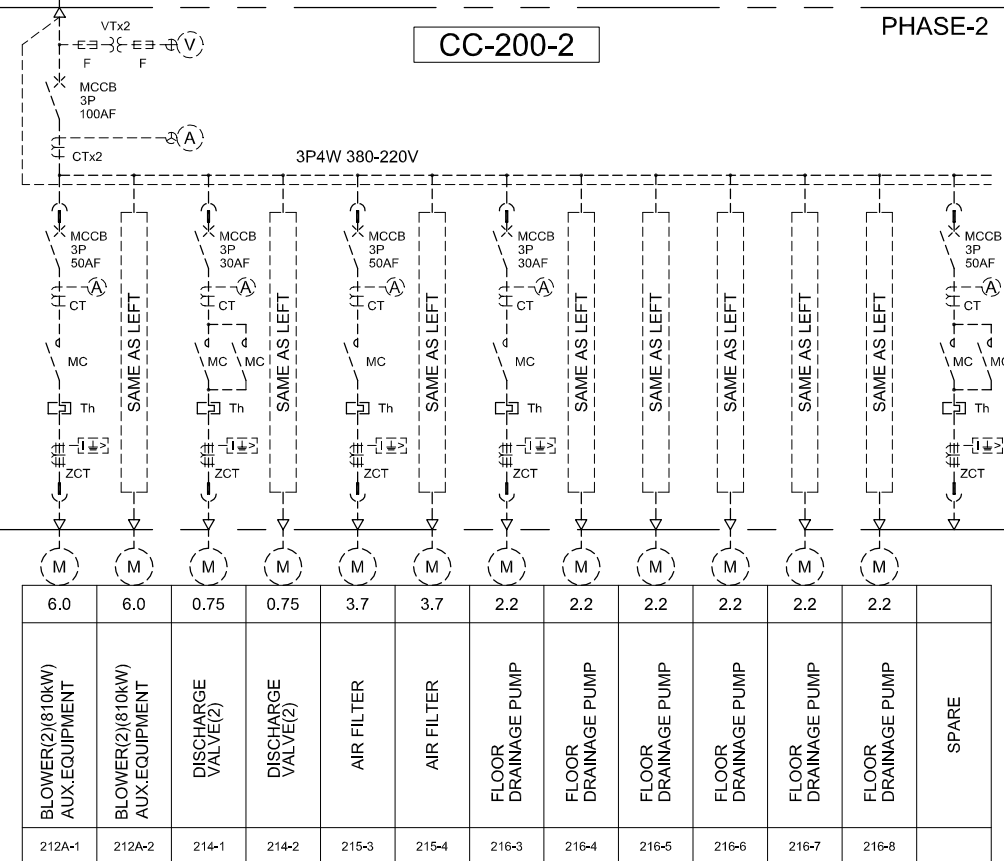 PHASE-2
CC-200-2
VTx2
F F
V
MCCB
3P
100AF
A
CTx2
3P4W 380-220V
MCCB
3P
50AF
A
CT
MC
Th
I >
ZCT
SAME AS LEFT
MCCB
3P
30AF
A
CT
MC MC
Th
I >
ZCT
SAME AS LEFT
MCCB
3P
50AF
A
CT
MC
Th
I >
ZCT
SAME AS LEFT
MCCB
3P
30AF
A
CT
MC
Th
I >
ZCT
SAME AS LEFT
SAME AS LEFT
SAME AS LEFT
SAME AS LEFT
SAME AS LEFT
MCCB
3P
50AF
A
CT
MC MC
Th
I >
ZCT
M M M M M M M M M M M M
6.0 6.0 0.75 0.75 3.7 3.7 2.2 2.2 2.2 2.2 2.2 2.2
BLOWER(2)(810kW)
AUX.EQUIPMENT
BLOWER(2)(810kW)
AUX.EQUIPMENT
DISCHARGE
VALVE(2)
DISCHARGE
VALVE(2)
AIR FILTER
AIR FILTER
FLOOR
DRAINAGE PUMP
FLOOR
DRAINAGE PUMP
FLOOR
DRAINAGE PUMP
FLOOR
DRAINAGE PUMP
FLOOR
DRAINAGE PUMP
FLOOR
DRAINAGE PUMP
SPARE
212A-1 212A-2 214-1 214-2 215-3 215-4 216-3 216-4 216-5 216-6 216-7 216-8